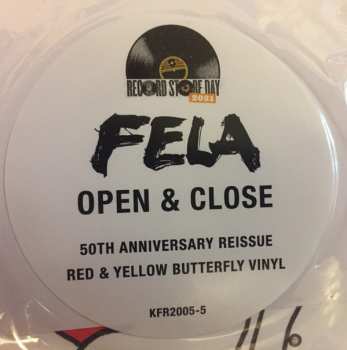 RECORD STORE DAY
2021
FELA
OPEN & CLOSE
50TH ANNIVERSARY REISSUE
RED & YELLOW BUTTERFLY VINYL
KFR2005-5